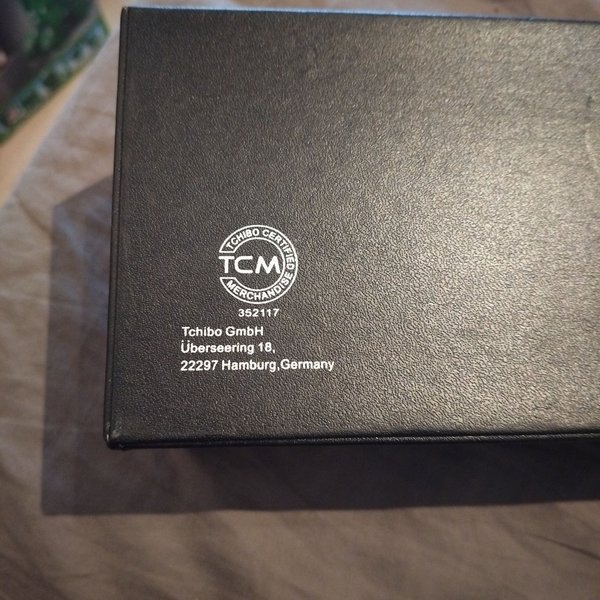 TCHIBO CERTIFIED
TCM
MERCHANDISE
352117
Tchibo GmbH
Überseering 18,
22297 Hamburg,Germany